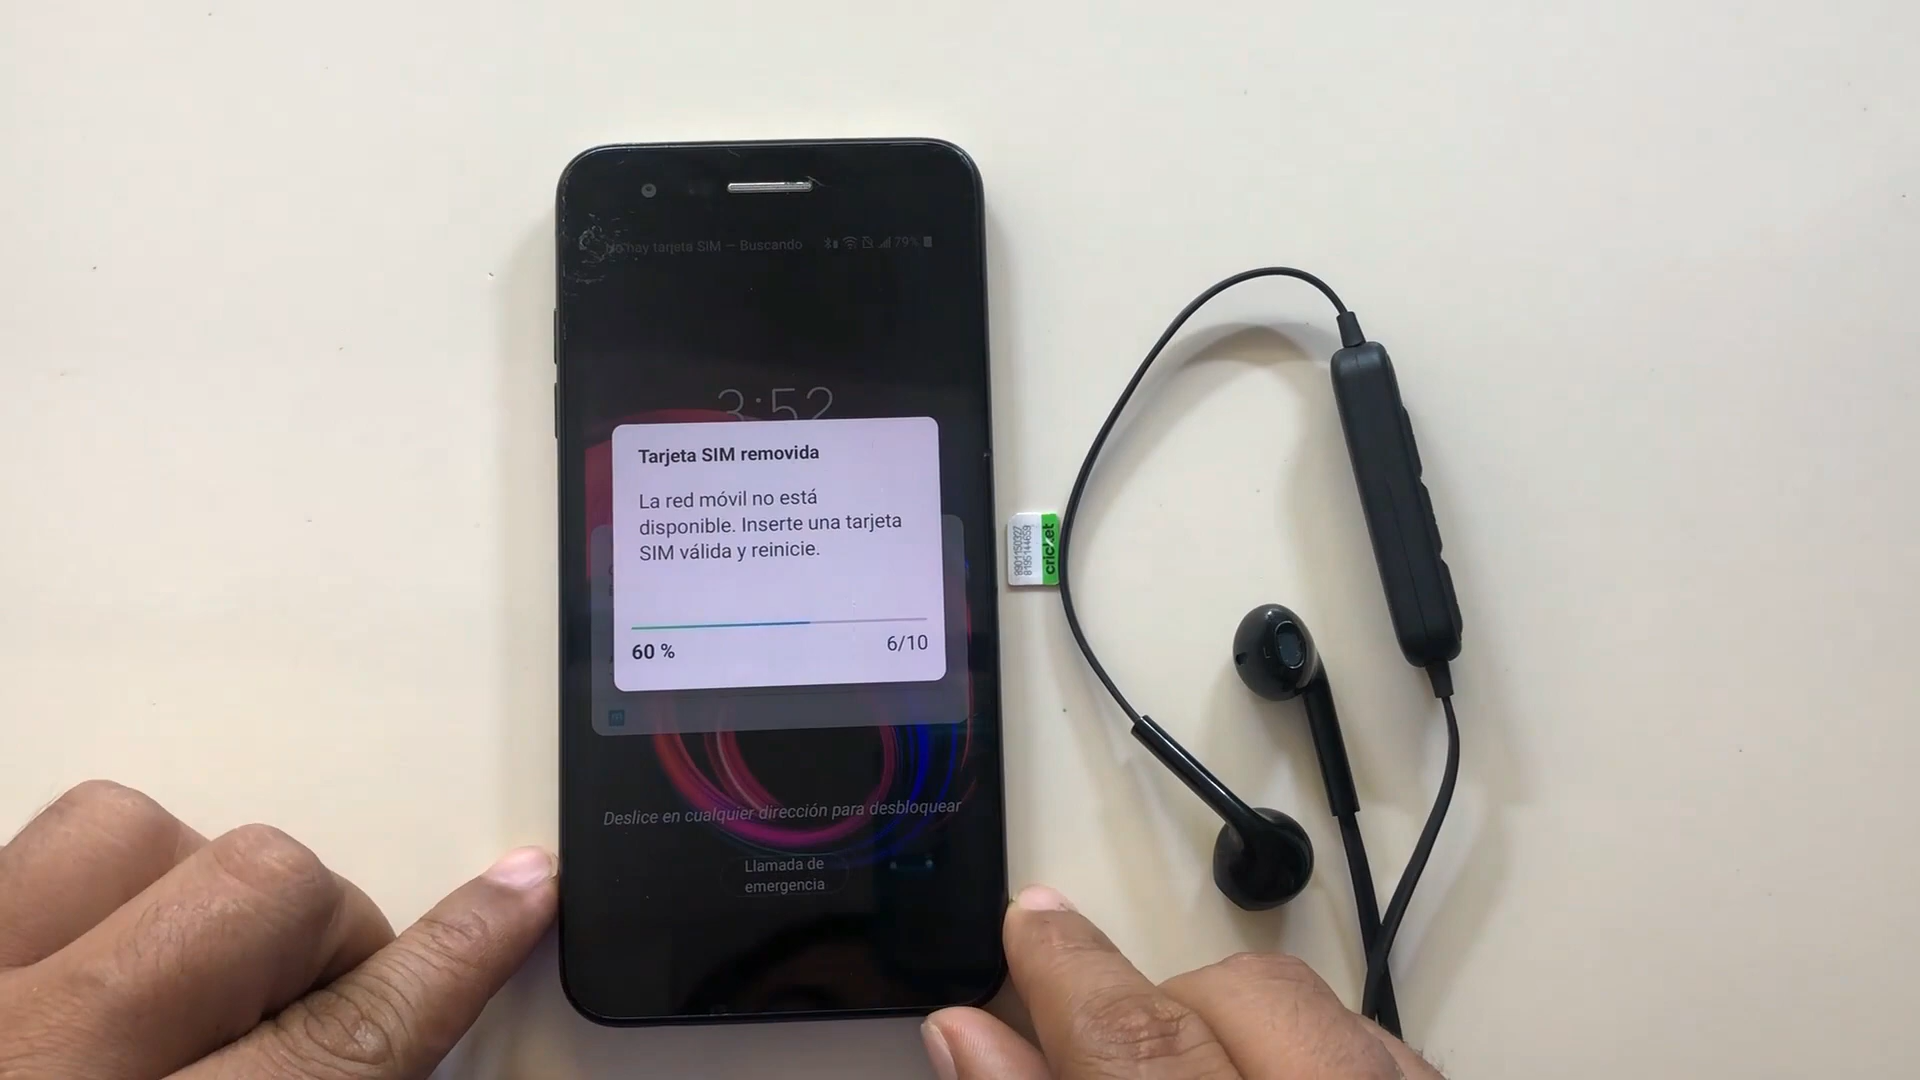 No hay tarjeta SIM — Buscando 79%
3:52
Tarjeta SIM removida
La red móvil no está
disponible. Inserte una tarjeta
SIM válida y reinicie.
60 % 6/10
Deslice en cualquier dirección para desbloquear
Llamada de
emergencia
cricket